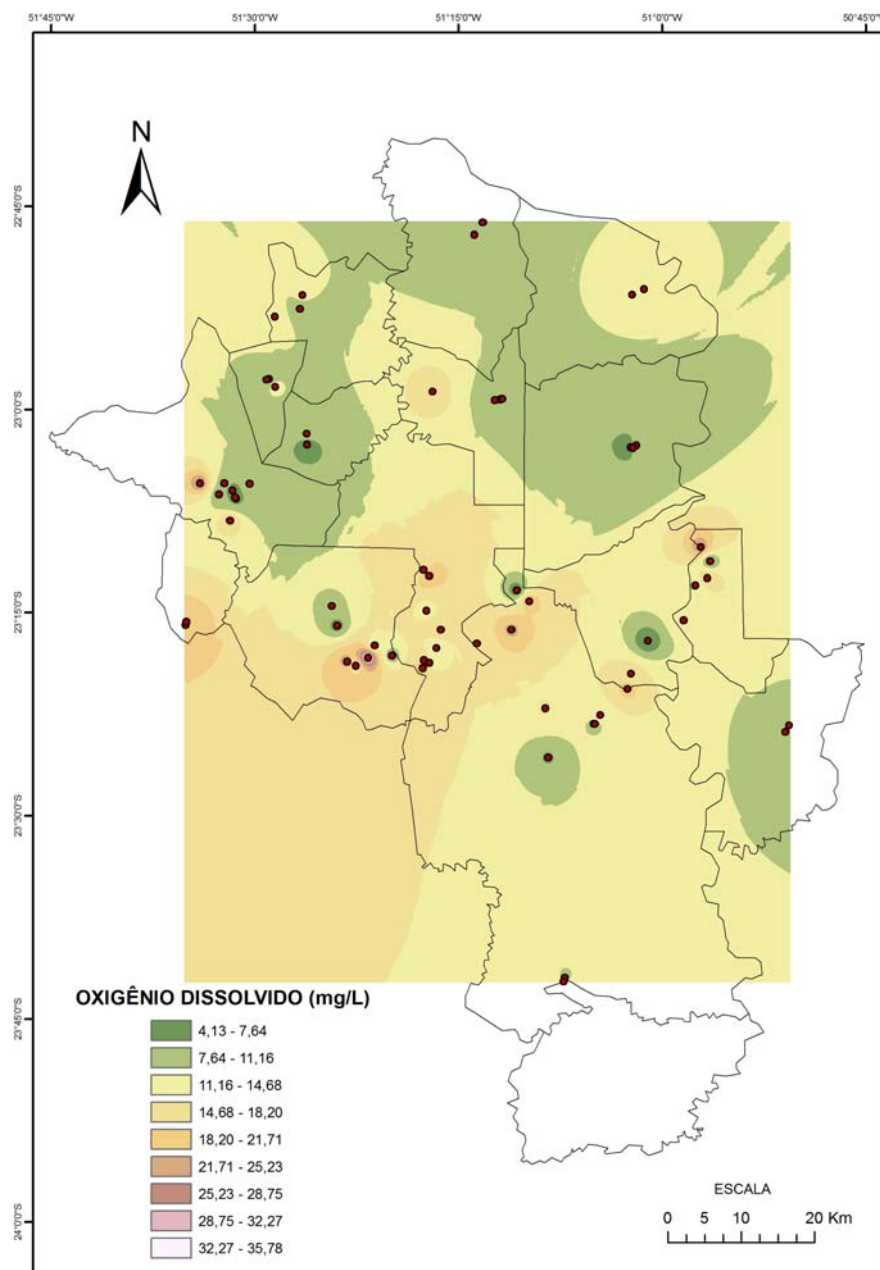 51°45'0"W 51°30'0"W 51°15'0"W 51°0'0"W 50°45'0"W
N
22°45'0"S
23°0'0"S
23°15'0"S
23°30'0"S
23°45'0"S
24°0'0"S
OXIGÊNIO DISSOLVIDO (mg/L)
4,13 - 7,64
7,64 - 11,16
11,16 - 14,68
14,68 - 18,20
18,20 - 21,71
21,71 - 25,23
25,23 - 28,75
28,75 - 32,27
32,27 - 35,78
ESCALA
0 5 10 20 Km